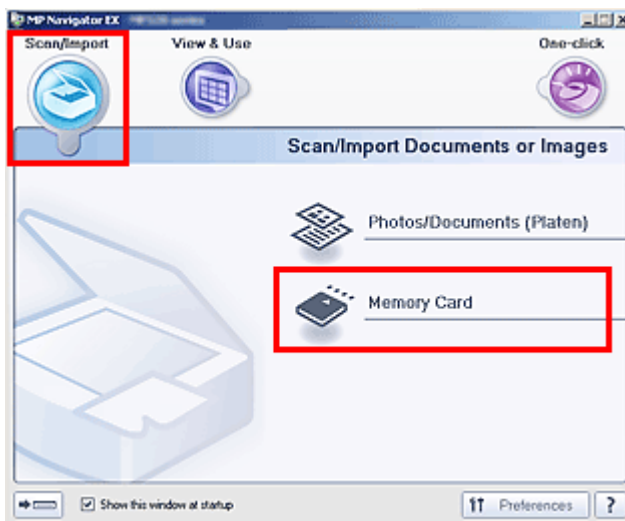 MP Navigator EX
Scan/Import
View & Use
One-click
Scan/Import Documents or Images
Photos/Documents (Platen)
Memory Card
Show this window at startup
Preferences
?